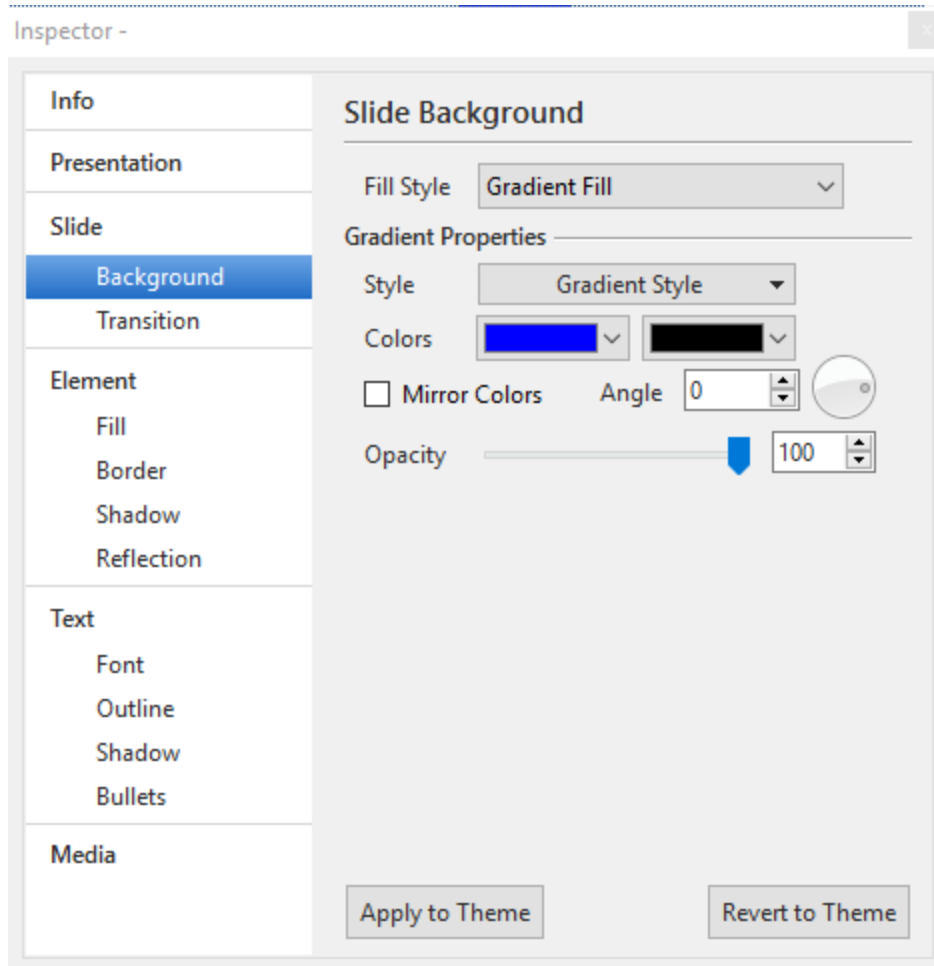 Inspector -
x
Info
Presentation
Slide
Background
Transition
Element
Fill
Border
Shadow
Reflection
Text
Font
Outline
Shadow
Bullets
Media
Slide Background
Fill Style Gradient Fill
Gradient Properties
Style Gradient Style
Colors
Mirror Colors Angle 0
Opacity 100
Apply to Theme Revert to Theme